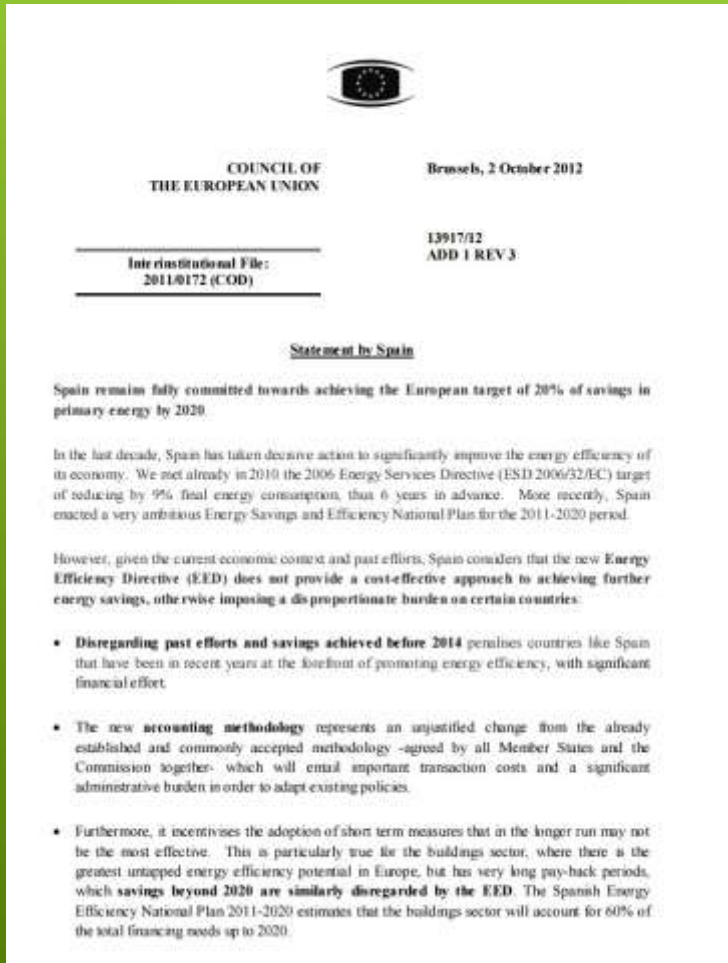 COUNCIL OF
THE EUROPEAN UNION
Brussels, 2 October 2012
13917/12
ADD 1 REV 3
Interinstitutional File:
2011/0172 (COD)
Statement by Spain
Spain remains fully committed towards achieving the European target of 20% of savings in
primary energy by 2020.
In the last decade, Spain has taken decisive action to significantly improve the energy efficiency of
its economy. We met already in 2010 the 2006 Energy Services Directive (ESD 2006/32/EC) target
of reducing by 9% final energy consumption, thus 6 years in advance. More recently, Spain
enacted a very ambitious Energy Savings and Efficiency National Plan for the 2011-2020 period.
However, given the current economic context and past efforts, Spain considers that the new Energy
Efficiency Directive (EED) does not provide a cost-effective approach to achieving further
energy savings, otherwise imposing a disproportionate burden on certain countries:
• Disregarding past efforts and savings achieved before 2014 penalises countries like Spain
that have been in recent years at the forefront of promoting energy efficiency, with significant
financial effort.
• The new accounting methodology represents an unjustified change from the already
established and commonly accepted methodology -agreed by all Member States and the
Commission together- which will entail important transaction costs and a significant
administrative burden in order to adapt existing policies.
• Furthermore, it incentivises the adoption of short term measures that in the longer run may not
be the most effective. This is particularly true for the buildings sector, where there is the
greatest untapped energy efficiency potential in Europe, but has very long pay-back periods,
which savings beyond 2020 are similarly disregarded by the EED. The Spanish Energy
Efficiency National Plan 2011-2020 estimates that the buildings sector will account for 60% of
the total financing needs up to 2020.